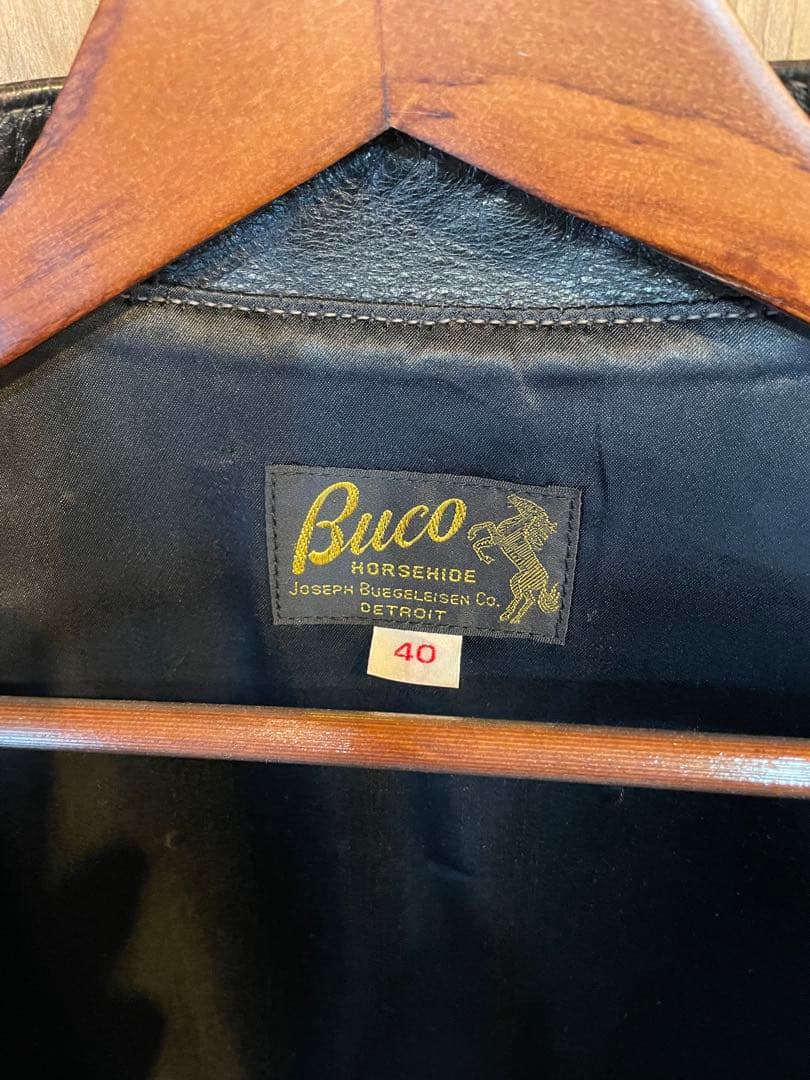 Buco
HORSEHIDE
JOSEPH BUEGELEISEN CO.
DETROIT
40